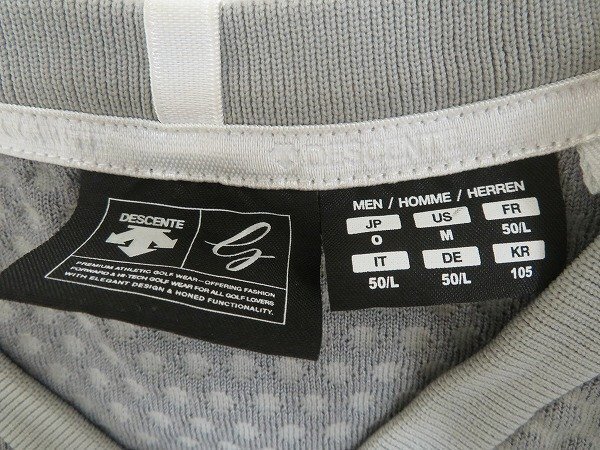 DESCENTE
DESCENTE
PREMIUM ATHLETIC GOLF WEAR—OFFERING FASHION
FORWARD & HI-TECH GOLF WEAR FOR ALL GOLF LOVERS
WITH ELEGANT DESIGN & HONED FUNCTIONALITY.
MEN / HOMME / HERREN
JP US FR
O M 50/L
IT DE KR
50/L 50/L 105